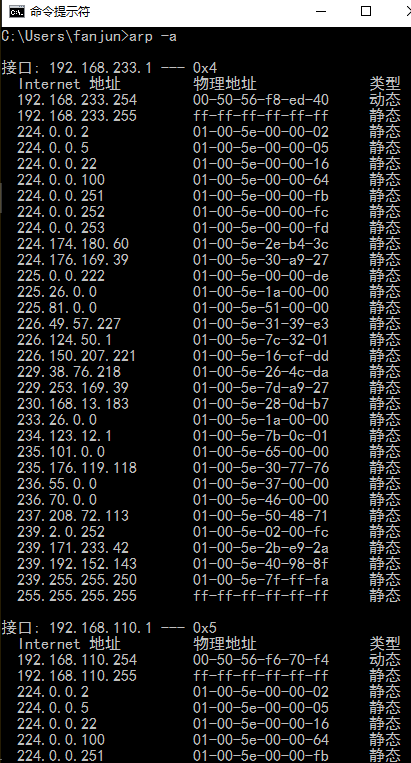 命令提示符
C:\Users\fanjun>arp -a
接口: 192.168.233.1 --- 0x4
Internet 地址 物理地址 类型
192.168.233.254 00-50-56-f8-ed-40 动态
192.168.233.255 ff-ff-ff-ff-ff-ff 静态
224.0.0.2 01-00-5e-00-00-02 静态
224.0.0.5 01-00-5e-00-00-05 静态
224.0.0.22 01-00-5e-00-00-16 静态
224.0.0.100 01-00-5e-00-00-64 静态
224.0.0.251 01-00-5e-00-00-fb 静态
224.0.0.252 01-00-5e-00-00-fc 静态
224.0.0.253 01-00-5e-00-00-fd 静态
224.174.180.60 01-00-5e-2e-b4-3c 静态
224.176.169.39 01-00-5e-30-a9-27 静态
225.0.0.222 01-00-5e-00-00-de 静态
225.26.0.0 01-00-5e-1a-00-00 静态
225.81.0.0 01-00-5e-51-00-00 静态
226.49.57.227 01-00-5e-31-39-e3 静态
226.124.50.1 01-00-5e-7c-32-01 静态
226.150.207.221 01-00-5e-16-cf-dd 静态
229.38.76.218 01-00-5e-26-4c-da 静态
229.253.169.39 01-00-5e-7d-a9-27 静态
230.168.13.183 01-00-5e-28-0d-b7 静态
233.26.0.0 01-00-5e-1a-00-00 静态
234.123.12.1 01-00-5e-7b-0c-01 静态
235.101.0.0 01-00-5e-65-00-00 静态
235.176.119.118 01-00-5e-30-77-76 静态
236.55.0.0 01-00-5e-37-00-00 静态
236.70.0.0 01-00-5e-46-00-00 静态
237.208.72.113 01-00-5e-50-48-71 静态
239.2.0.252 01-00-5e-02-00-fc 静态
239.171.233.42 01-00-5e-2b-e9-2a 静态
239.192.152.143 01-00-5e-40-98-8f 静态
239.255.255.250 01-00-5e-7f-ff-fa 静态
255.255.255.255 ff-ff-ff-ff-ff-ff 静态
接口: 192.168.110.1 --- 0x5
Internet 地址 物理地址 类型
192.168.110.254 00-50-56-f6-70-f4 动态
192.168.110.255 ff-ff-ff-ff-ff-ff 静态
224.0.0.2 01-00-5e-00-00-02 静态
224.0.0.5 01-00-5e-00-00-05 静态
224.0.0.22 01-00-5e-00-00-16 静态
224.0.0.100 01-00-5e-00-00-64 静态
224.0.0.251 01-00-5e-00-00-fb 静态